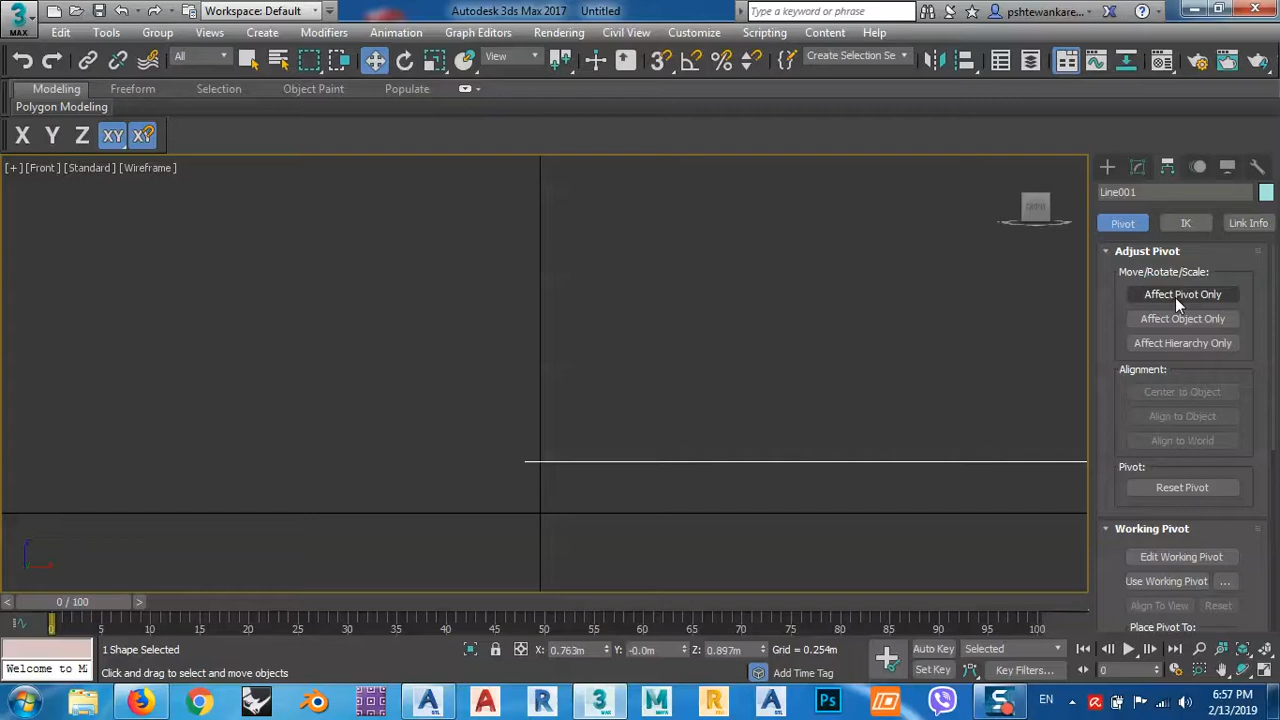 3 MAX Workspace: Default Autodesk 3ds Max 2017 Untitled Type a keyword or phrase pshtewankare...
Edit Tools Group Views Create Modifiers Animation Graph Editors Rendering Civil View Customize Scripting Content Help
All View Create Selection Se
Modeling Freeform Selection Object Paint Populate
Polygon Modeling
X Y Z XY XY
[+] [Front] [Standard] [Wireframe]
Line001
Pivot IK Link Info
Adjust Pivot
Move/Rotate/Scale:
Affect Pivot Only
Affect Object Only
Affect Hierarchy Only
Alignment:
Center to Object
Align to Object
Align to World
Pivot:
Reset Pivot
Working Pivot
Edit Working Pivot
Use Working Pivot ...
Align To View Reset
Place Pivot To:
< 0 / 100 >
0 5 10 15 20 25 30 35 40 45 50 55 60 65 70 75 80 85 90 95 100
1 Shape Selected X: 0.763m Y: -0.0m Z: 0.897m Grid = 0.254m Auto Key Selected
Welcome to M Click and drag to select and move objects Add Time Tag Set Key Key Filters... 0
EN 6:57 PM
2/13/2019